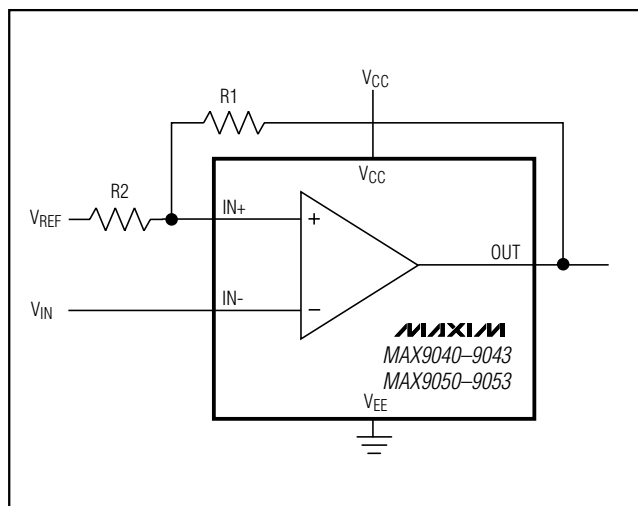 VCC
R1
VCC
R2
VREF
IN+
+
OUT
VIN
IN-
−
MAXIM
MAX9040–9043
MAX9050–9053
VEE